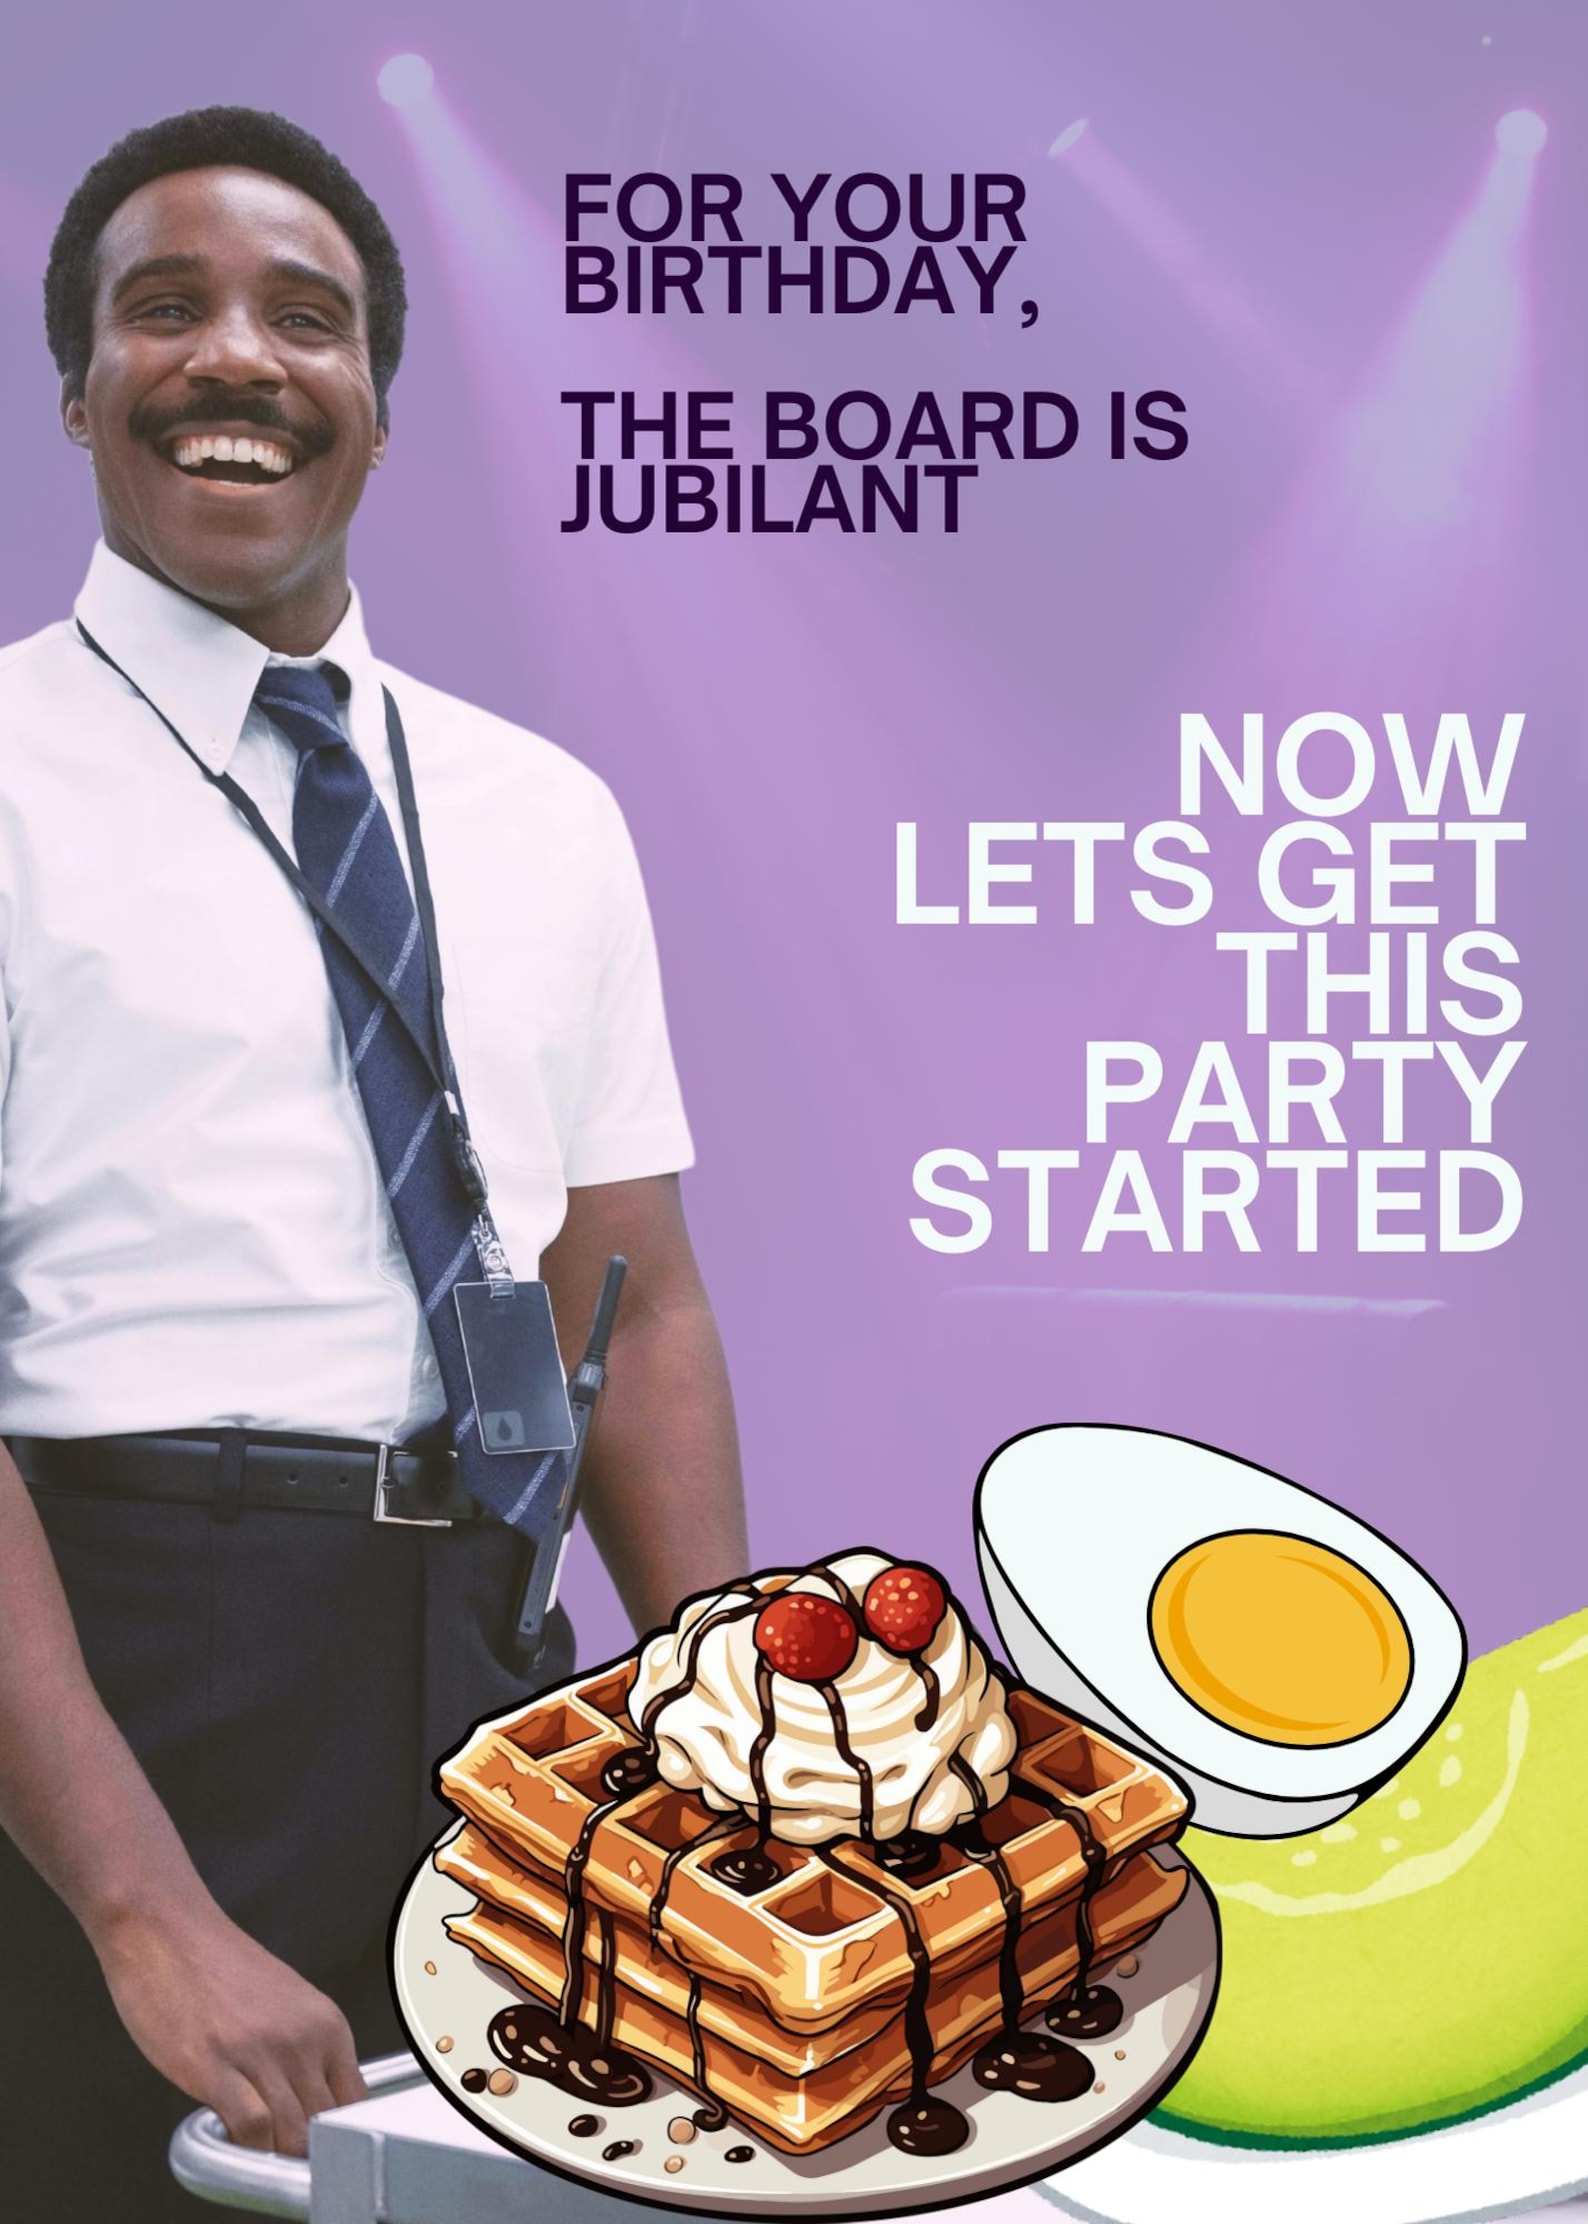 FOR YOUR
BIRTHDAY,
THE BOARD IS
JUBILANT
NOW
LETS GET
THIS
PARTY
STARTED